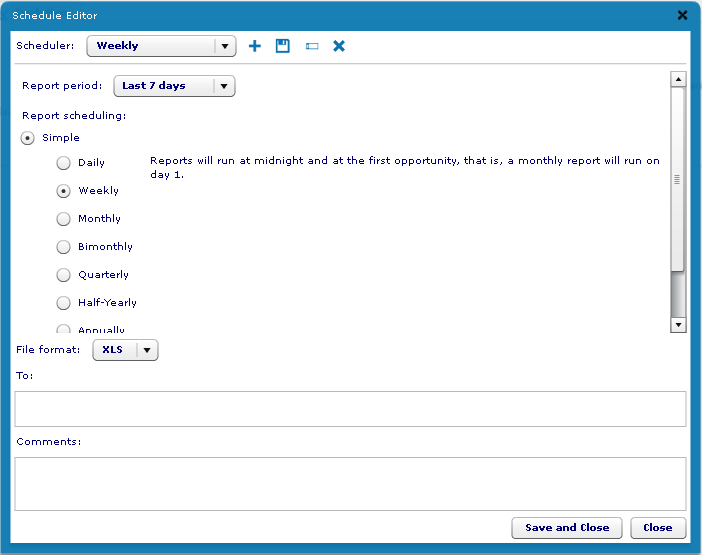 Schedule Editor
Scheduler: Weekly
Report period: Last 7 days
Report scheduling:
Simple
Daily
Reports will run at midnight and at the first opportunity, that is, a monthly report will run on
day 1.
Weekly
Monthly
Bimonthly
Quarterly
Half-Yearly
Annually
File format: XLS
To:
Comments:
Save and Close Close